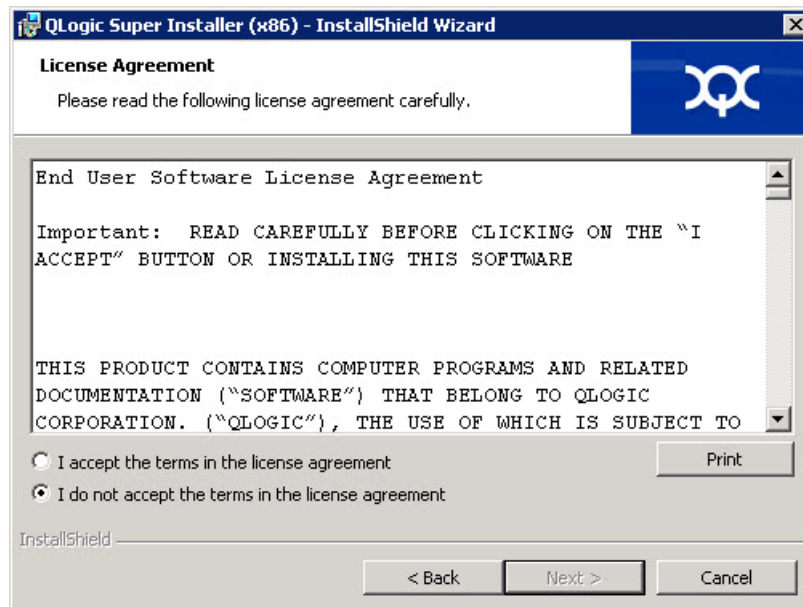 QLogic Super Installer (x86) - InstallShield Wizard
License Agreement
Please read the following license agreement carefully.
End User Software License Agreement
Important:  READ CAREFULLY BEFORE CLICKING ON THE “I
ACCEPT” BUTTON OR INSTALLING THIS SOFTWARE
THIS PRODUCT CONTAINS COMPUTER PROGRAMS AND RELATED
DOCUMENTATION (“SOFTWARE”) THAT BELONG TO QLOGIC
CORPORATION. (“QLOGIC”), THE USE OF WHICH IS SUBJECT TO
I accept the terms in the license agreement
Print
I do not accept the terms in the license agreement
InstallShield
< Back
Next >
Cancel